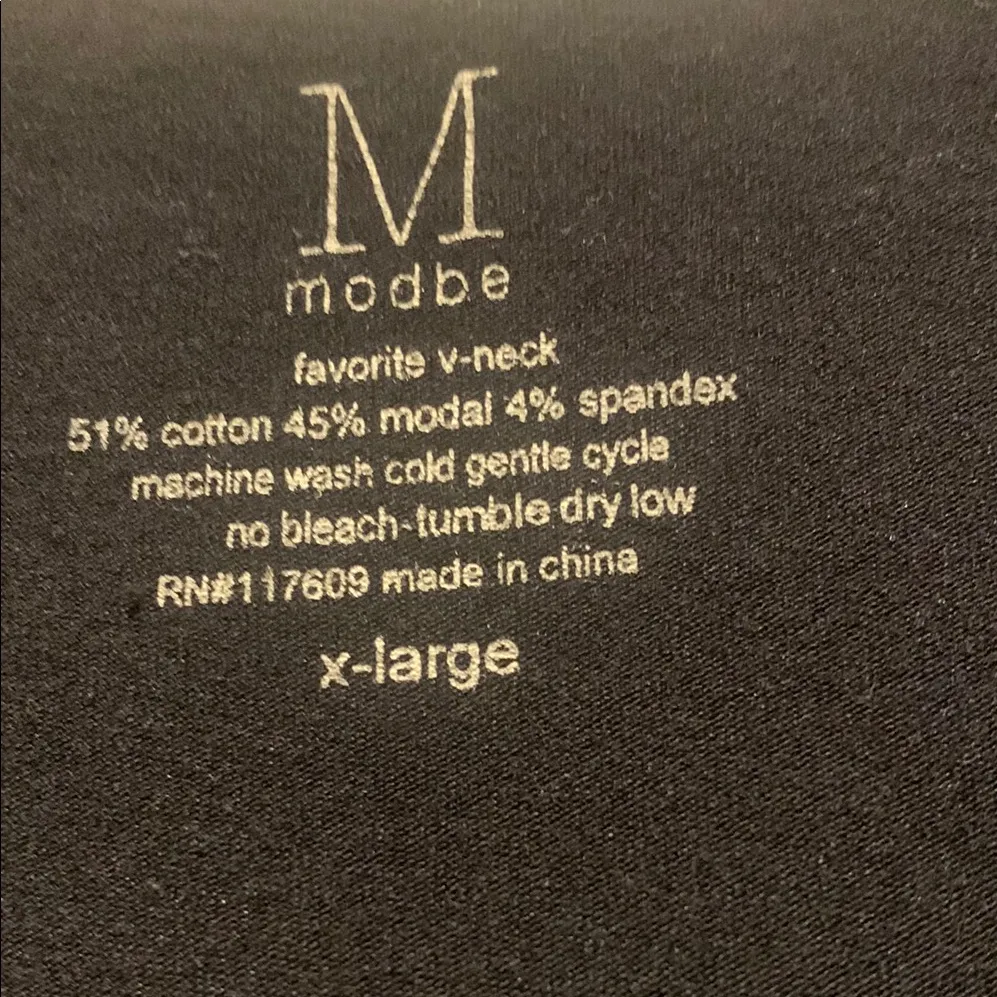 M
modbe
favorite v-neck
51% cotton 45% modal 4% spandex
machine wash cold gentle cycle
no bleach-tumble dry low
RN#117609 made in china
x-large